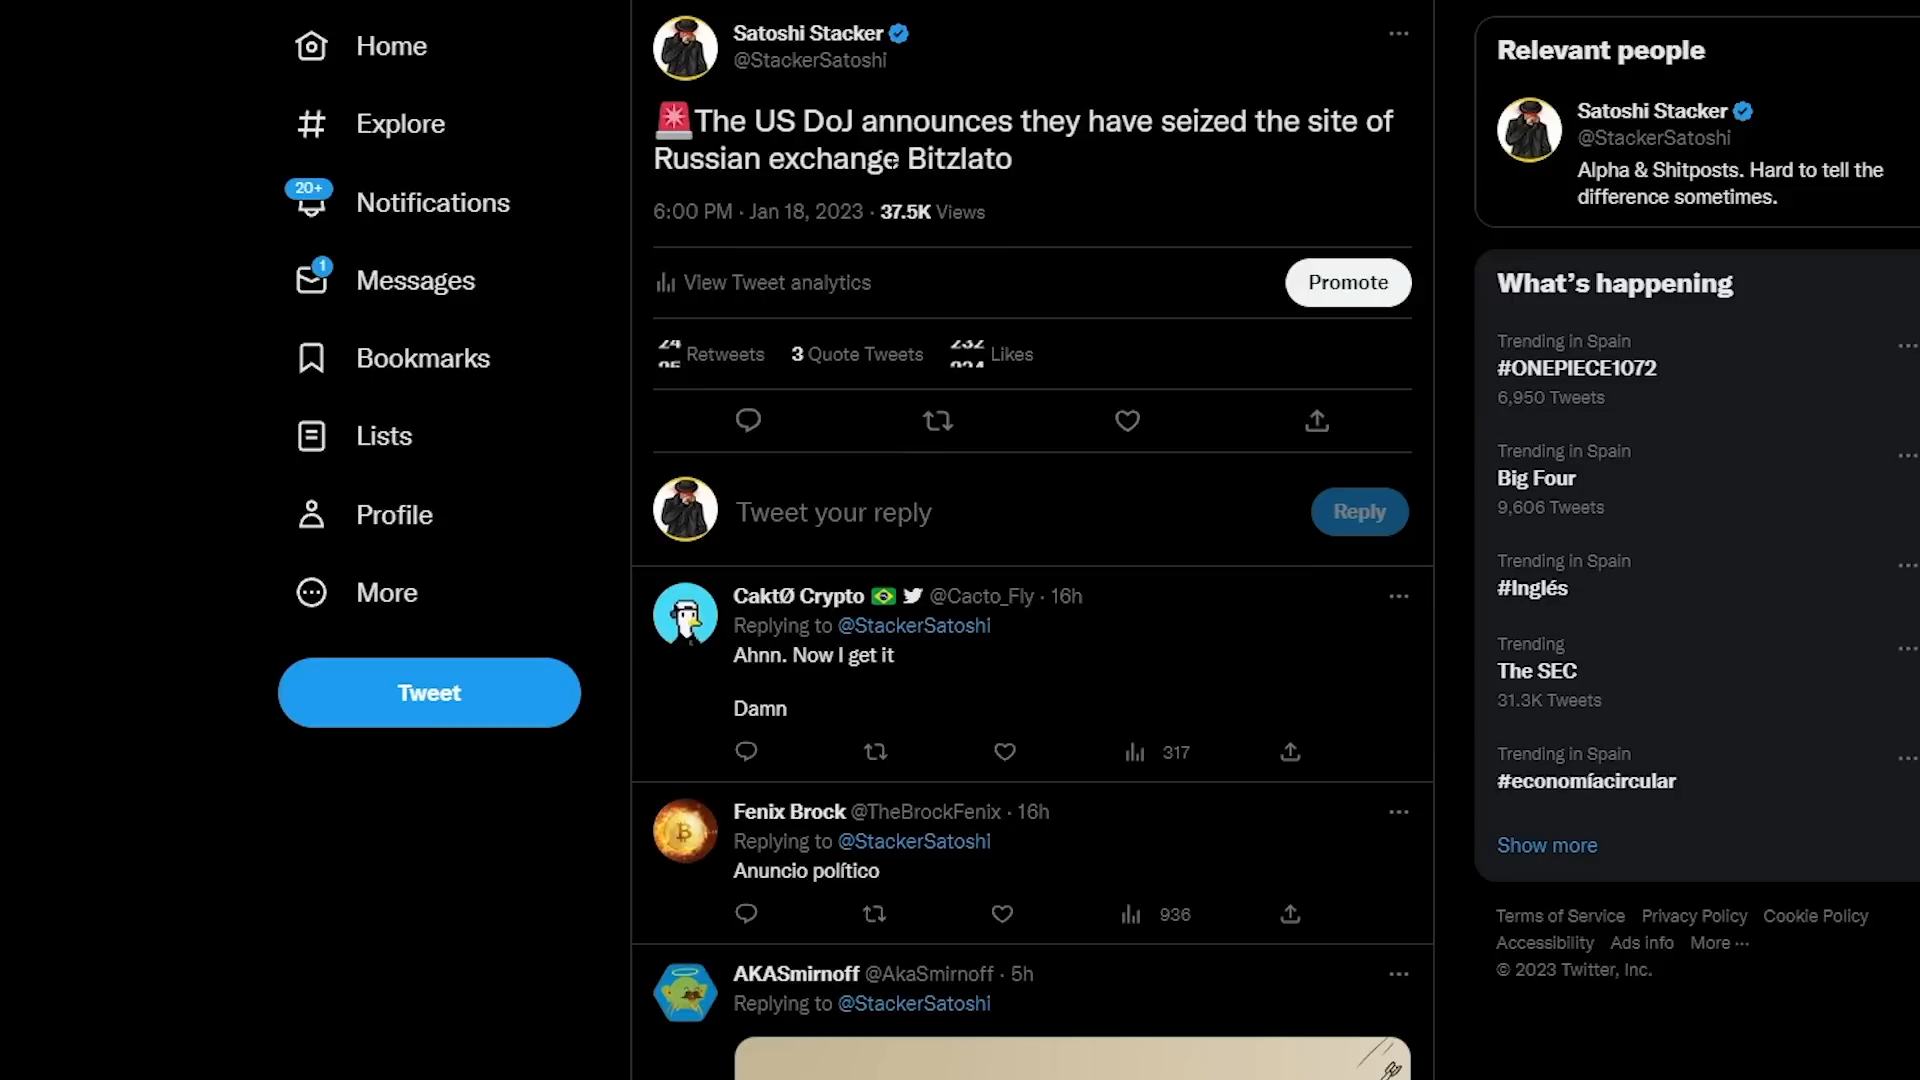 Home
Explore
20+
Notifications
1
Messages
Bookmarks
Lists
Profile
More
Tweet
Satoshi Stacker
@StackerSatoshi
🚨The US DoJ announces they have seized the site of
Russian exchange Bitzlato
6:00 PM · Jan 18, 2023 · 37.5K Views
View Tweet analytics
Promote
Retweets 3 Quote Tweets Likes
Tweet your reply
Reply
CaktØ Crypto 🇧🇷 @Cacto_Fly · 16h
Replying to @StackerSatoshi
Ahnn. Now I get it
Damn
317
Fenix Brock @TheBrockFenix · 16h
Replying to @StackerSatoshi
Anuncio político
936
AKASmirnoff @AkaSmirnoff · 5h
Replying to @StackerSatoshi
Relevant people
Satoshi Stacker
@StackerSatoshi
Alpha & Shitposts. Hard to tell the
difference sometimes.
What's happening
Trending in Spain
#ONEPIECE1072
6,950 Tweets
Trending in Spain
Big Four
9,606 Tweets
Trending in Spain
#Inglés
Trending
The SEC
31.3K Tweets
Trending in Spain
#economíacircular
Show more
Terms of Service Privacy Policy Cookie Policy
Accessibility Ads info More ···
© 2023 Twitter, Inc.